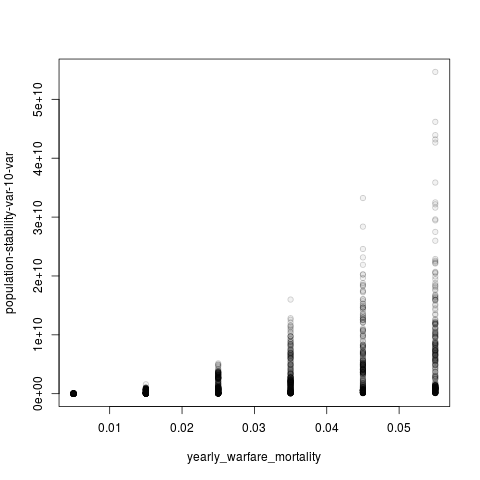 population-stability-var-10-var
5e+10
4e+10
3e+10
2e+10
1e+10
0e+00
0.01 0.02 0.03 0.04 0.05
yearly_warfare_mortality